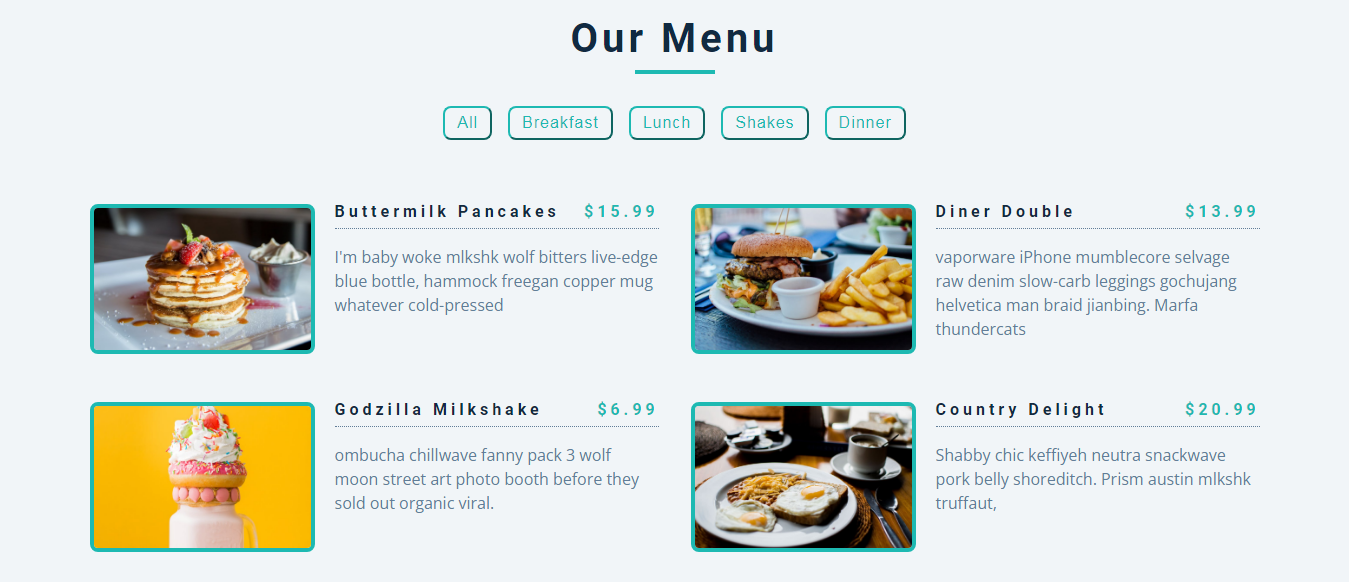 Our Menu
All
Breakfast
Lunch
Shakes
Dinner
Buttermilk Pancakes $15.99
I'm baby woke mlkshk wolf bitters live-edge
blue bottle, hammock freegan copper mug
whatever cold-pressed
Diner Double $13.99
vaporware iPhone mumblecore selvage
raw denim slow-carb leggings gochujang
helvetica man braid jianbing. Marfa
thundercats
Godzilla Milkshake $6.99
ombucha chillwave fanny pack 3 wolf
moon street art photo booth before they
sold out organic viral.
Country Delight $20.99
Shabby chic keffiyeh neutra snackwave
pork belly shoreditch. Prism austin mlkshk
truffaut,